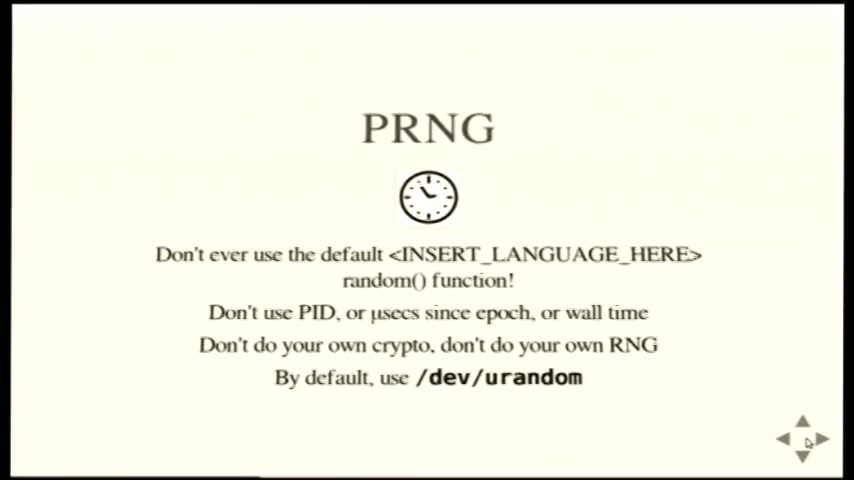 PRNG
Don't ever use the default <INSERT_LANGUAGE_HERE>
random() function!
Don't use PID, or μsecs since epoch, or wall time
Don't do your own crypto, don't do your own RNG
By default, use /dev/urandom